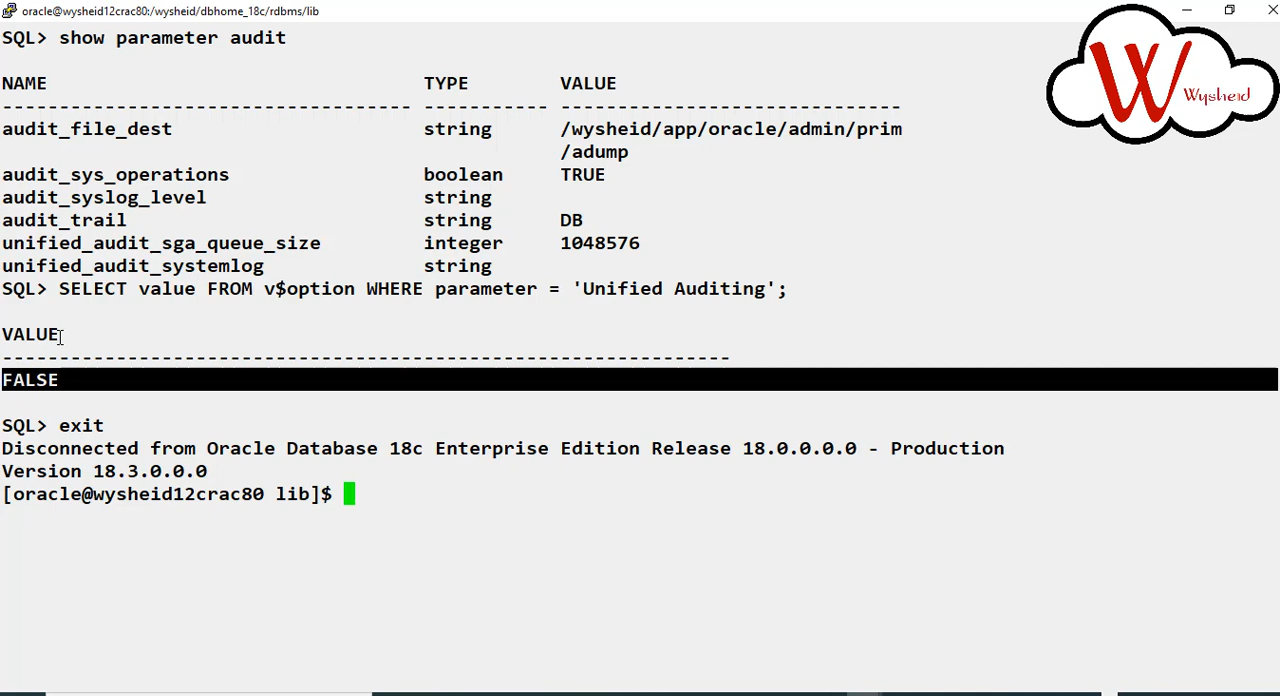 oracle@wysheid12crac80:/wysheid/dbhome_18c/rdbms/lib
SQL> show parameter audit
NAME TYPE VALUE
------------------------------------ ----------- ------------------------------
audit_file_dest string /wysheid/app/oracle/admin/prim
/adump
audit_sys_operations boolean TRUE
audit_syslog_level string
audit_trail string DB
unified_audit_sga_queue_size integer 1048576
unified_audit_systemlog string
SQL> SELECT value FROM v$option WHERE parameter = 'Unified Auditing';
VALUE
----------------------------------------------------------------
FALSE
SQL> exit
Disconnected from Oracle Database 18c Enterprise Edition Release 18.0.0.0.0 - Production
Version 18.3.0.0.0
[oracle@wysheid12crac80 lib]$
W Wysheid